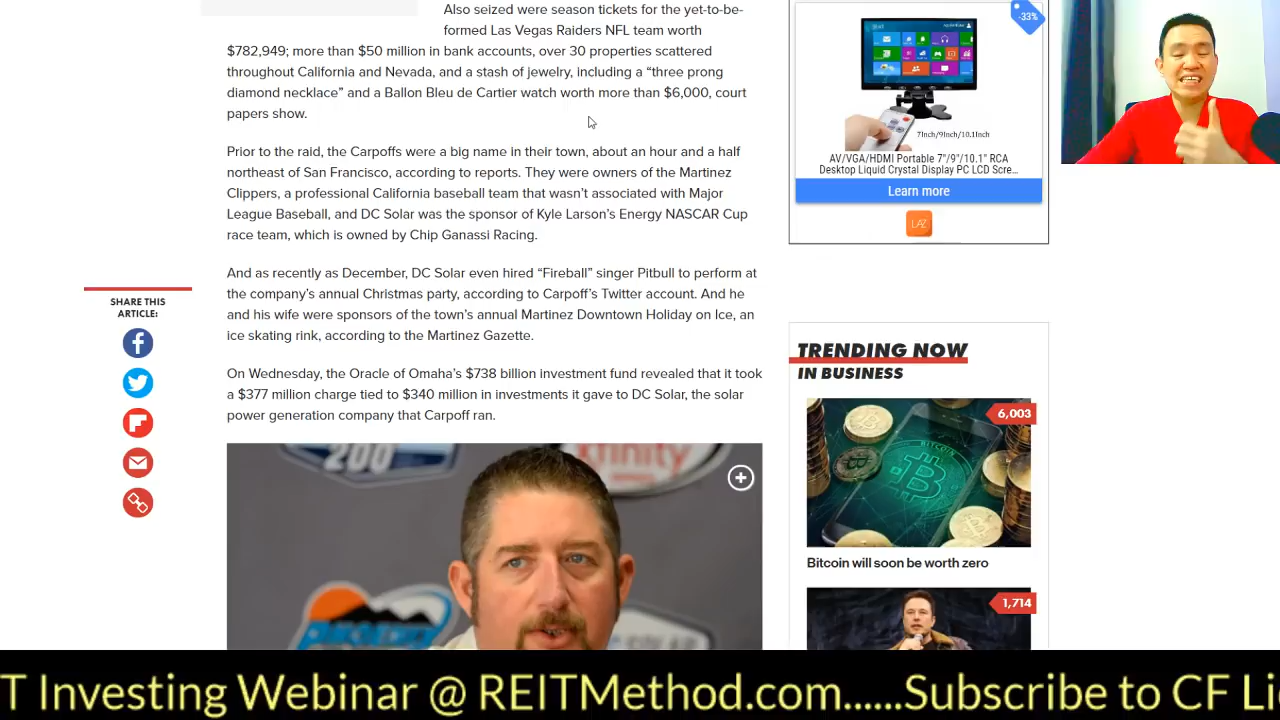 Also seized were season tickets for the yet-to-be-
formed Las Vegas Raiders NFL team worth
$782,949; more than $50 million in bank accounts, over 30 properties scattered
throughout California and Nevada, and a stash of jewelry, including a “three prong
diamond necklace” and a Ballon Bleu de Cartier watch worth more than $6,000, court
papers show.
Prior to the raid, the Carpoffs were a big name in their town, about an hour and a half
northeast of San Francisco, according to reports. They were owners of the Martinez
Clippers, a professional California baseball team that wasn’t associated with Major
League Baseball, and DC Solar was the sponsor of Kyle Larson’s Energy NASCAR Cup
race team, which is owned by Chip Ganassi Racing.
And as recently as December, DC Solar even hired “Fireball” singer Pitbull to perform at
the company’s annual Christmas party, according to Carpoff’s Twitter account. And he
and his wife were sponsors of the town’s annual Martinez Downtown Holiday on Ice, an
ice skating rink, according to the Martinez Gazette.
On Wednesday, the Oracle of Omaha’s $738 billion investment fund revealed that it took
a $377 million charge tied to $340 million in investments it gave to DC Solar, the solar
power generation company that Carpoff ran.
SHARE THIS
ARTICLE:
200
xfinity
-33%
7Inch/9Inch/10.1Inch
AV/VGA/HDMI Portable 7"/9"/10.1" RCA
Desktop Liquid Crystal Display PC LCD Scre...
Learn more
LAZ
TRENDING NOW
IN BUSINESS
6,003
BITCOIN
Bitcoin will soon be worth zero
1,714
T Investing Webinar @ REITMethod.com......Subscribe to CF Li